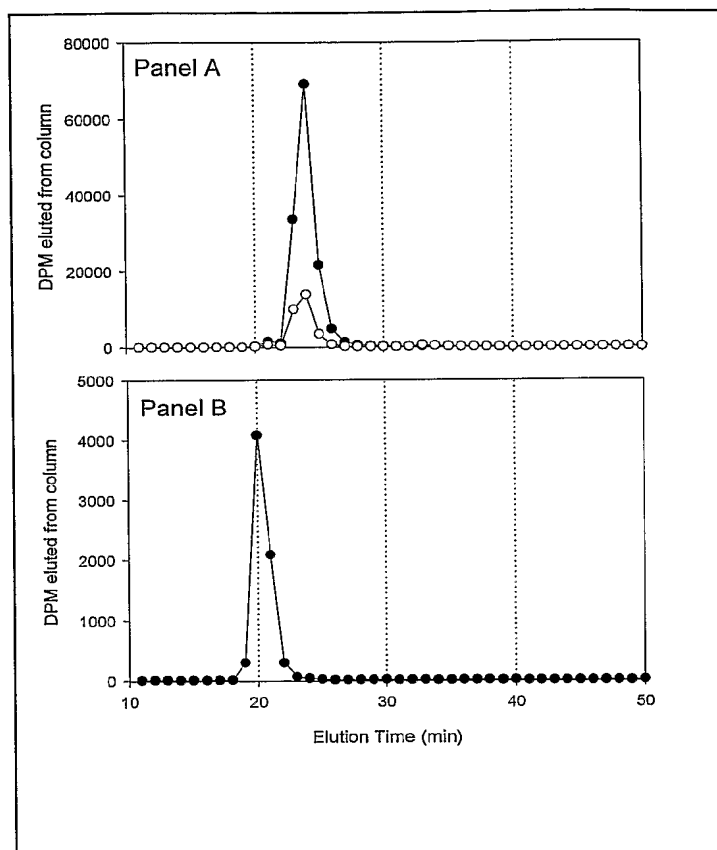 80000
Panel A
60000
40000
20000
0
DPM eluted from column
5000
Panel B
4000
3000
2000
1000
0
DPM eluted from column
10 20 30 40 50
Elution Time (min)